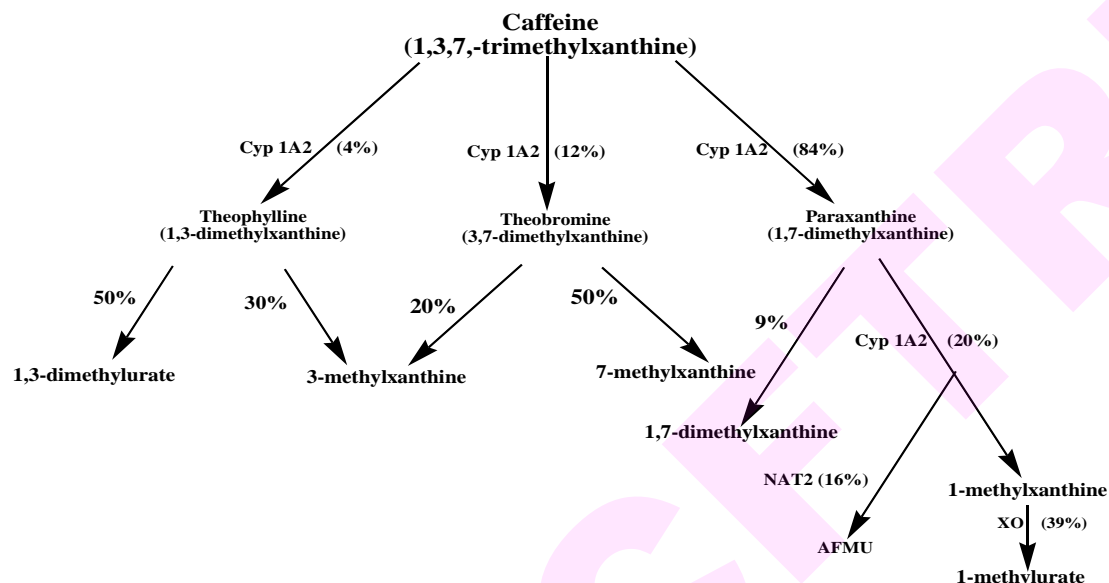 Caffeine
(1,3,7,-trimethylxanthine)
Cyp 1A2 (4%)
Cyp 1A2 (12%)
Cyp 1A2 (84%)
Theophylline
(1,3-dimethylxanthine)
Theobromine
(3,7-dimethylxanthine)
Paraxanthine
(1,7-dimethylxanthine)
50%
30%
20%
50%
9%
Cyp 1A2 (20%)
1,3-dimethylurate
3-methylxanthine
7-methylxanthine
1,7-dimethylxanthine
NAT2 (16%)
1-methylxanthine
XO (39%)
AFMU
1-methylurate